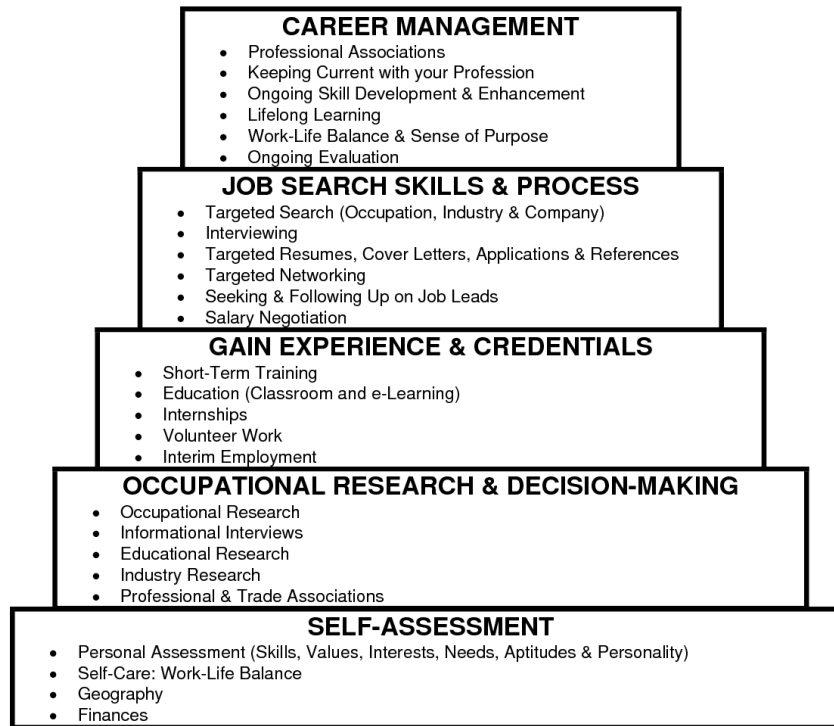 CAREER MANAGEMENT
• Professional Associations
• Keeping Current with your Profession
• Ongoing Skill Development & Enhancement
• Lifelong Learning
• Work-Life Balance & Sense of Purpose
• Ongoing Evaluation
JOB SEARCH SKILLS & PROCESS
• Targeted Search (Occupation, Industry & Company)
• Interviewing
• Targeted Resumes, Cover Letters, Applications & References
• Targeted Networking
• Seeking & Following Up on Job Leads
• Salary Negotiation
GAIN EXPERIENCE & CREDENTIALS
• Short-Term Training
• Education (Classroom and e-Learning)
• Internships
• Volunteer Work
• Interim Employment
OCCUPATIONAL RESEARCH & DECISION-MAKING
• Occupational Research
• Informational Interviews
• Educational Research
• Industry Research
• Professional & Trade Associations
SELF-ASSESSMENT
• Personal Assessment (Skills, Values, Interests, Needs, Aptitudes & Personality)
• Self-Care: Work-Life Balance
• Geography
• Finances